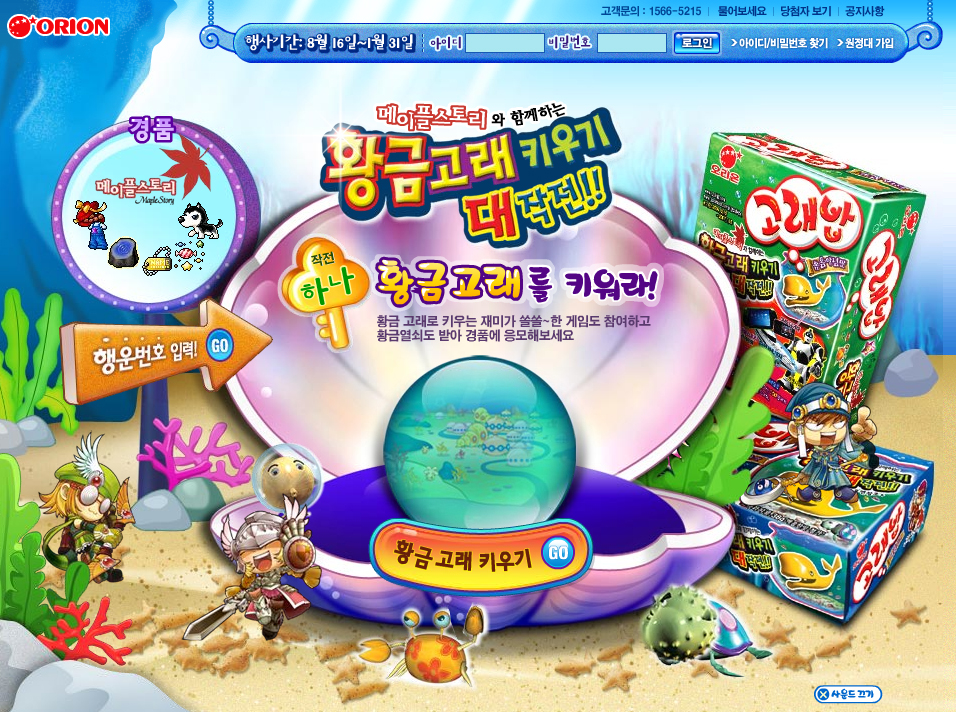 ORION
고객문의 : 1566-5215 | 물어보세요 | 당첨자 보기 | 공지사항
행사기간: 8월 16일~1월 31일 아이디 비밀번호 로그인 >아이디/비밀번호 찾기 >원정대 가입
경품
메이플스토리
MapleStory
메이플스토리와 함께하는
황금고래 키우기
대작전!!
작전
하나
황금고래를 키워라!
황금 고래로 키우는 재미가 쏠쏠~한 게임도 참여하고
황금열쇠도 받아 경품에 응모해보세요
행운번호 입력! GO
황금고래 키우기 GO
오리온
고래밥
황금고래 키우기
대작전!!
고래밥
고래밥
고래 키우기
대작전!!
사운드 끄기